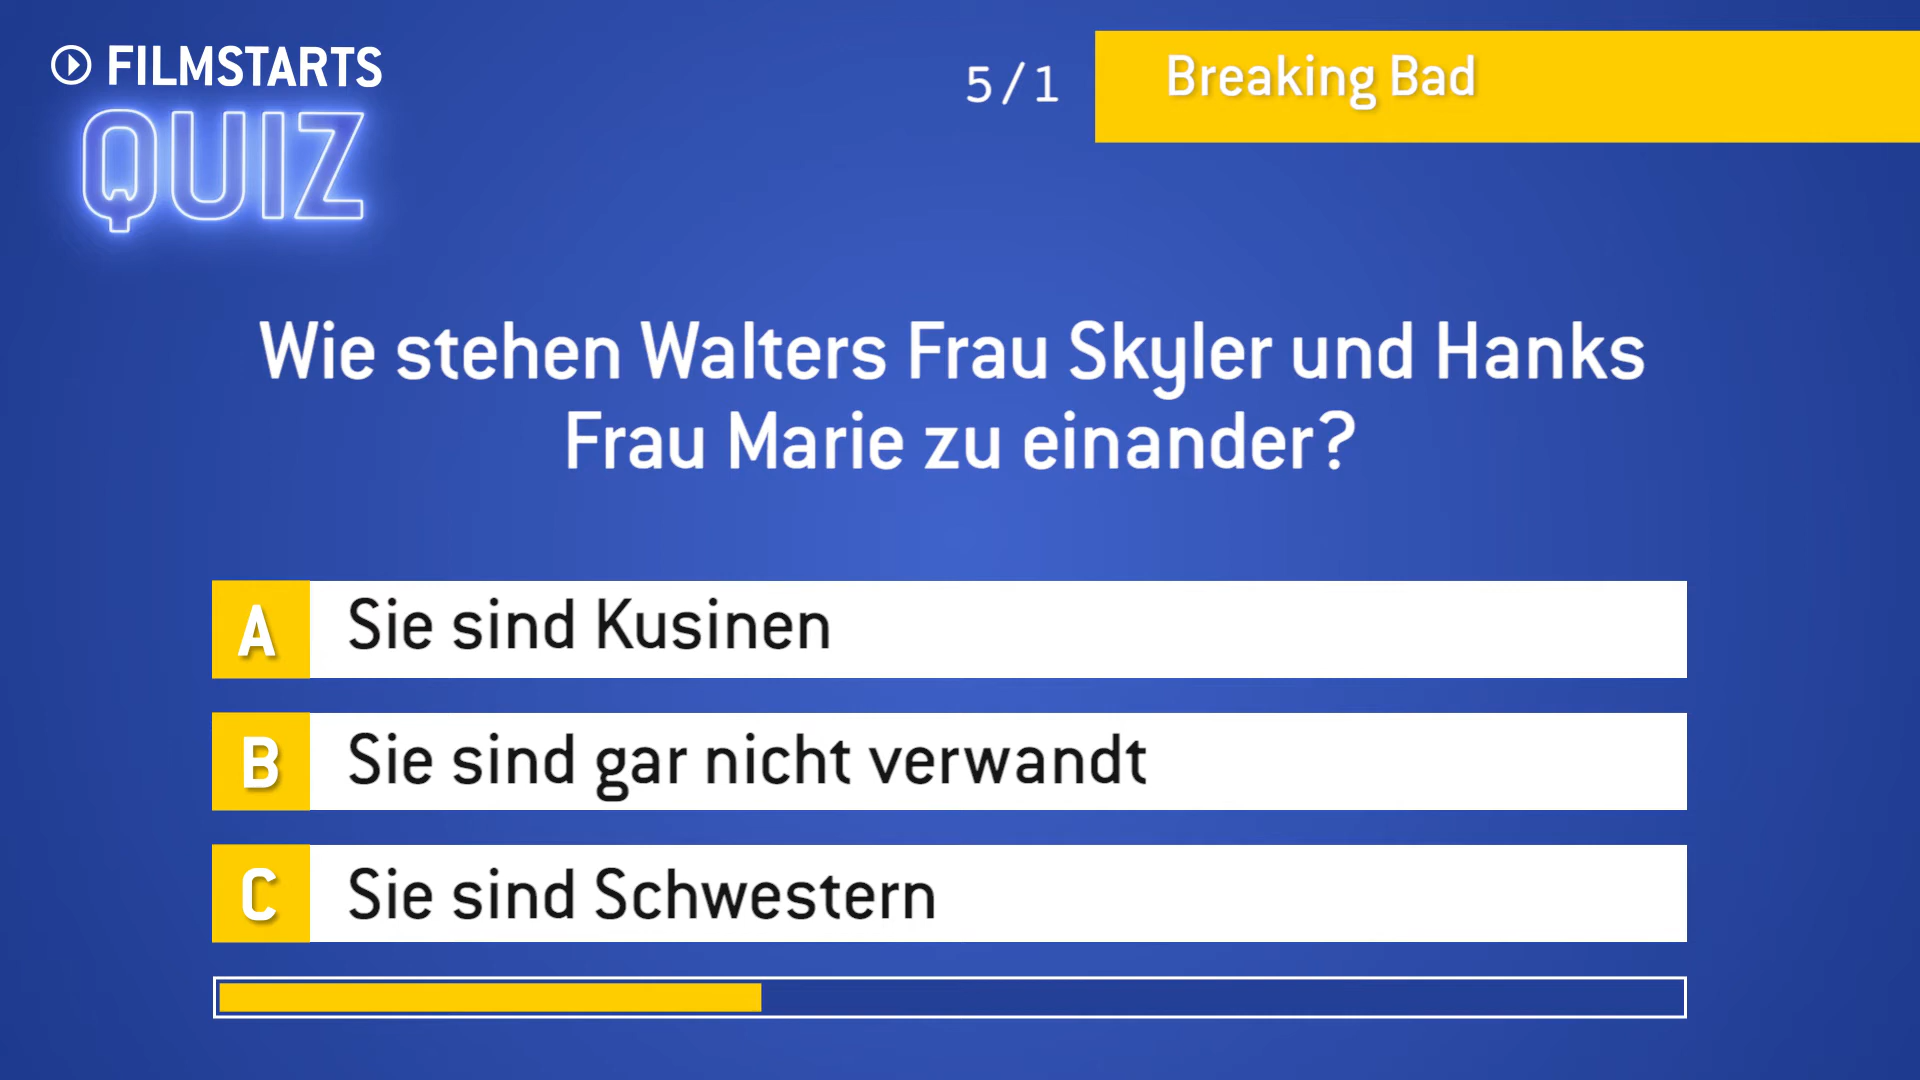 FILMSTARTS
QUIZ
5/1
Breaking Bad
Wie stehen Walters Frau Skyler und Hanks
Frau Marie zu einander?
A Sie sind Kusinen
B Sie sind gar nicht verwandt
C Sie sind Schwestern